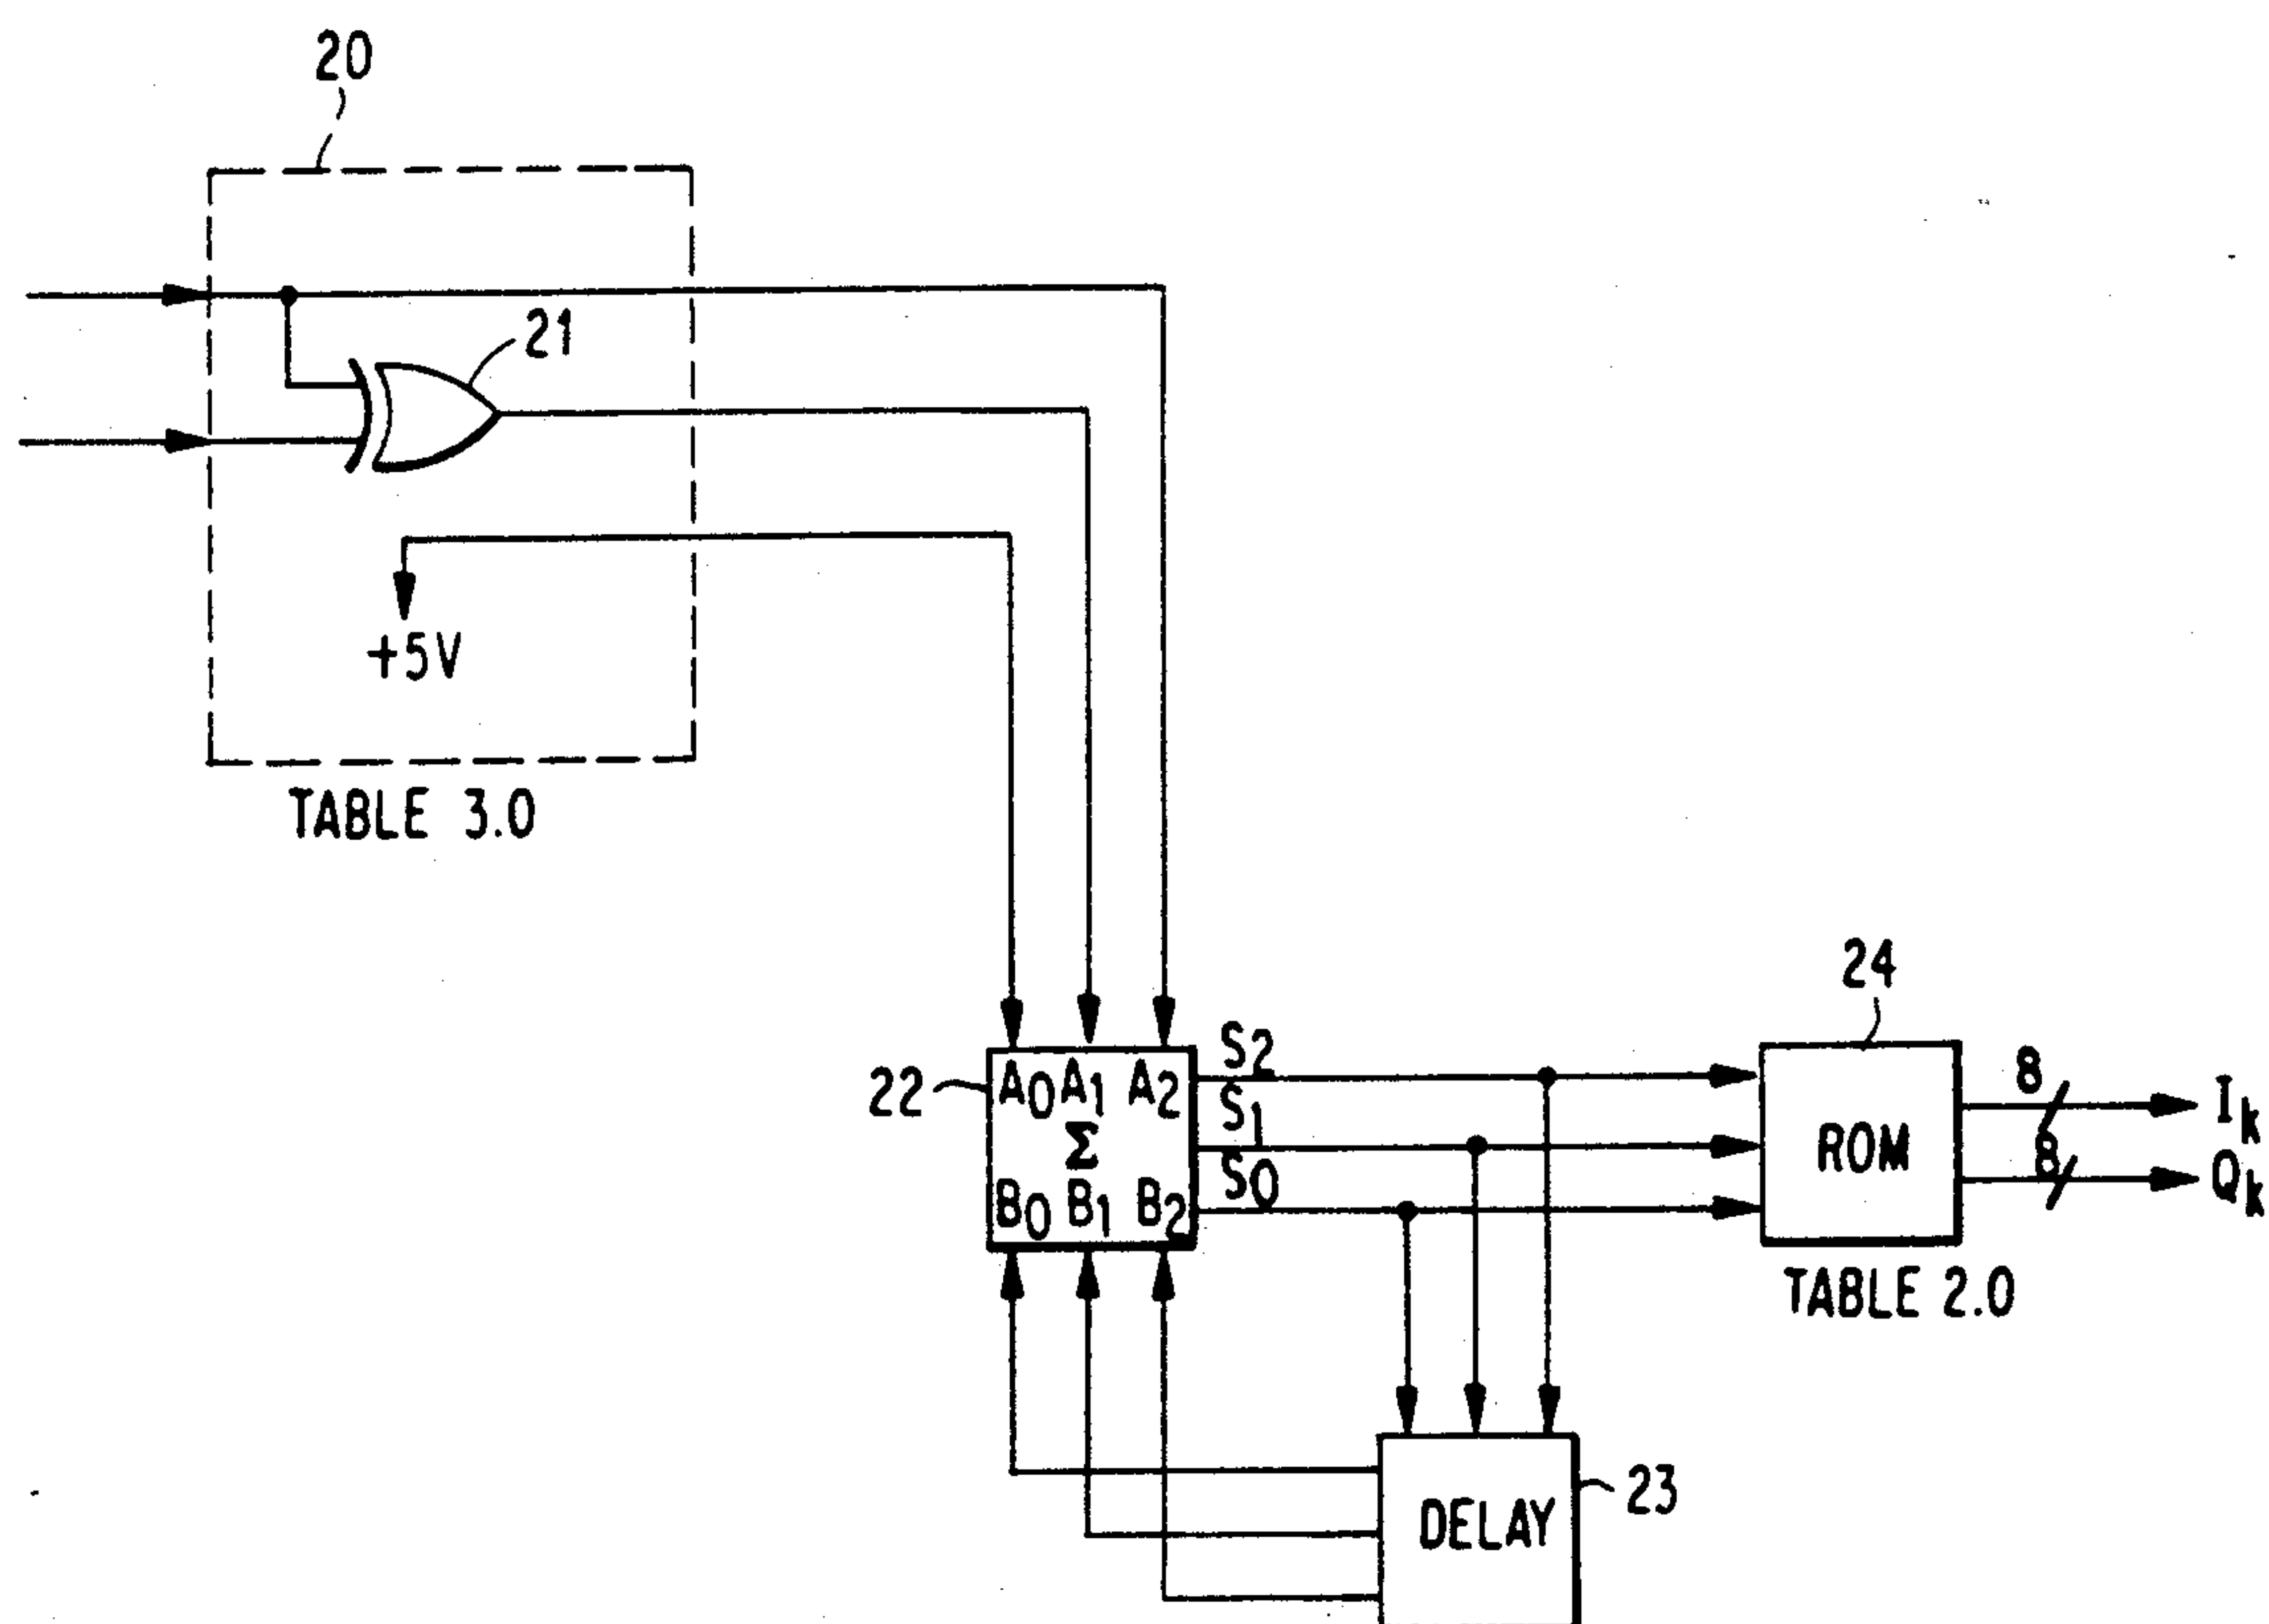 20
21
+5V
TABLE 3.0
24
22
A0 A1 A2
Σ
B0 B1 B2
S2
S1
S0
ROM
8
8
Ik
Qk
TABLE 2.0
DELAY
23